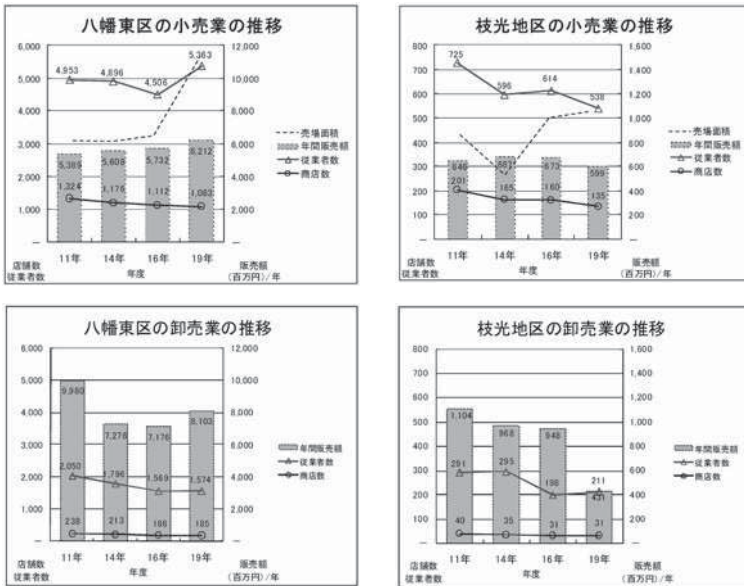 八幡東区の小売業の推移
6,000
5,000
4,000
3,000
2,000
1,000
—
12,000
10,000
8,000
6,000
4,000
2,000
—
4,953
4,896
4,506
5,363
5,385
5,609
5,732
6,212
1,324
1,176
1,112
1,083
売場面積
年間販売額
従業者数
商店数
11年
14年
16年
19年
店舗数
従業者数
年度
販売額
(百万円)/年
枝光地区の小売業の推移
800
700
600
500
400
300
200
100
—
1,600
1,400
1,200
1,000
800
600
400
200
—
725
596
614
538
646
673
599
201
165
160
135
売場面積
年間販売額
従業者数
商店数
11年
14年
16年
19年
店舗数
従業者数
年度
販売額
(百万円)/年
八幡東区の卸売業の推移
6,000
5,000
4,000
3,000
2,000
1,000
—
12,000
10,000
8,000
6,000
4,000
2,000
—
9,980
7,278
7,176
8,103
2,050
1,796
1,569
1,574
238
213
186
185
年間販売額
従業者数
商店数
11年
14年
16年
19年
店舗数
従業者数
年度
販売額
(百万円)/年
枝光地区の卸売業の推移
800
700
600
500
400
300
200
100
—
1,600
1,400
1,200
1,000
800
600
400
200
—
1,104
968
948
431
291
295
198
211
40
35
31
31
年間販売額
従業者数
商店数
11年
14年
16年
19年
店舗数
従業者数
年度
販売額
(百万円)/年